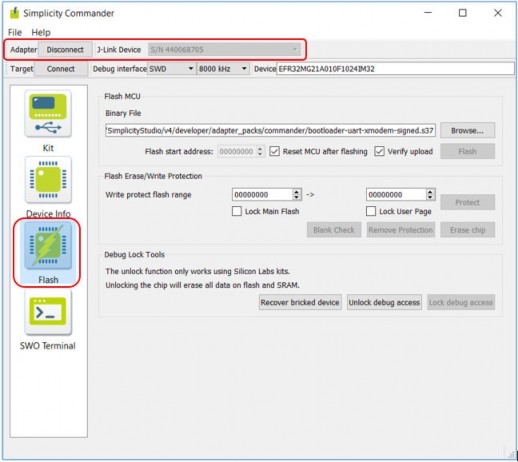 Simplicity Commander
File Help
Adapter Disconnect J-Link Device S/N 440068705
Target Connect Debug interface SWD 8000 kHz Device EFR32MG21A010F1024IM32
Kit
Device Info
Flash
SWO Terminal
Flash MCU
Binary File
'SimplicityStudio/v4/developer/adapter_packs/commander/bootloader-uart-xmodem-signed.s37 Browse...
Flash start address: 00000000 Reset MCU after flashing Verify upload Flash
Flash Erase/Write Protection
Write protect flash range 00000000 -> 00000000 Protect
Lock Main Flash Lock User Page
Blank Check Remove Protection Erase chip
Debug Lock Tools
The unlock function only works using Silicon Labs kits.
Unlocking the chip will erase all data on flash and SRAM.
Recover bricked device Unlock debug access Lock debug access